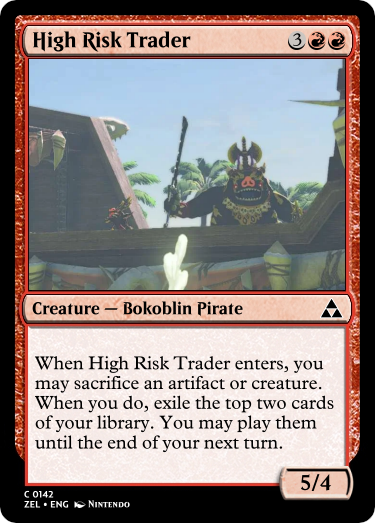 High Risk Trader 3
Creature — Bokoblin Pirate
When High Risk Trader enters, you
may sacrifice an artifact or creature.
When you do, exile the top two cards
of your library. You may play them
until the end of your next turn.
5/4
C 0142
ZEL • ENG Nintendo